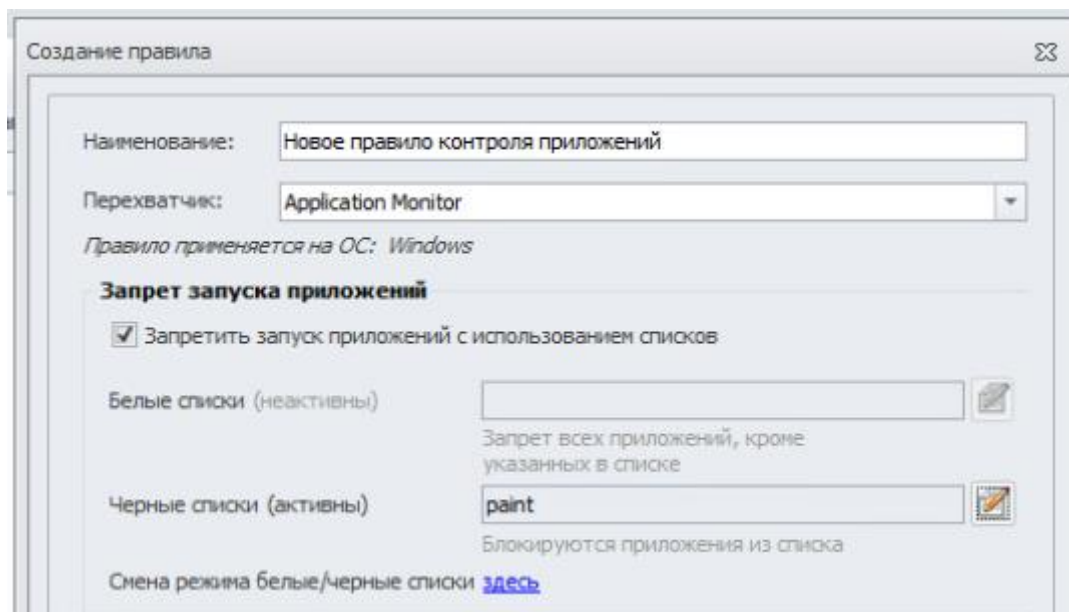 Создание правила
Наименование: Новое правило контроля приложений
Перехватчик: Application Monitor
Правило применяется на ОС: Windows
Запрет запуска приложений
Запретить запуск приложений с использованием списков
Белые списки (неактивны)
Запрет всех приложений, кроме
указанных в списке
Черные списки (активны) paint
Блокируются приложения из списка
Смена режима белые/черные списки здесь